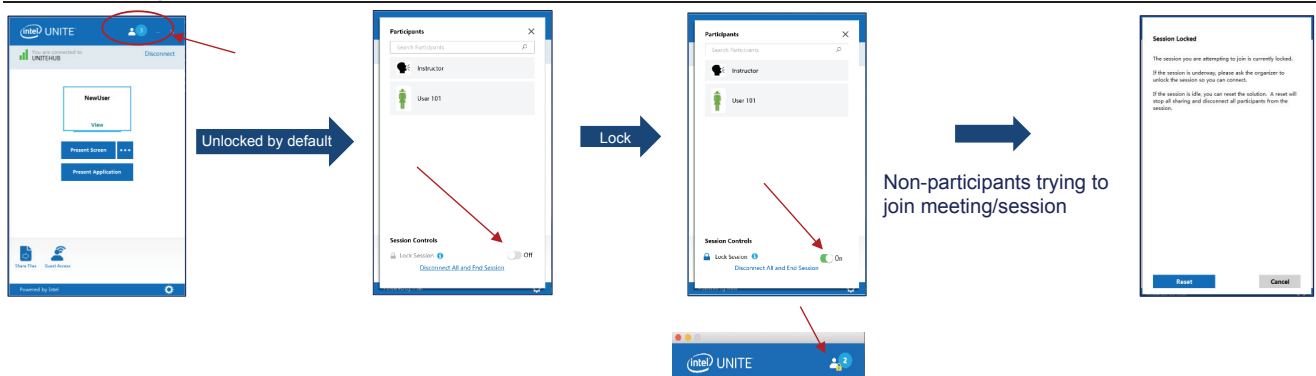 intel UNITE
You are connected to
UNITEHUB
Disconnect
NewUser
View
Present Screen
Present Application
Share Files
Guest Access
Powered by Intel
Unlocked by default
Participants
Search Participants
Instructor
User 101
Session Controls
Lock Session
Off
Disconnect All and End Session
Lock
Participants
Search Participants
Instructor
User 101
Session Controls
Lock Session
On
Disconnect All and End Session
intel UNITE
2
Non-participants trying to
join meeting/session
Session Locked
The session you are attempting to join is currently locked.
If the session is underway, please ask the organizer to
unlock the session so you can connect.
If the session is idle, you can reset the solution. A reset will
stop all sharing and disconnect all participants from the
session.
Reset
Cancel